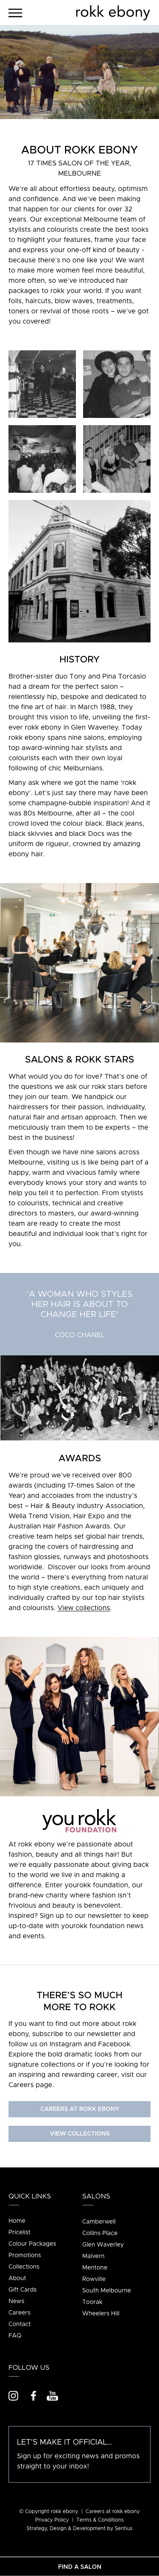 rokk ebony
ABOUT ROKK EBONY
17 TIMES SALON OF THE YEAR,
MELBOURNE
We're all about effortless beauty, optimism
and confidence. And we've been making
that happen for our clients for over 32
years. Our exceptional Melbourne team of
stylists and colourists create the best looks
to highlight your features, frame your face
and express your one-off kind of beauty -
because there's no one like you! We want
to make more women feel more beautiful,
more often, so we've introduced hair
packages to rokk your world. If you want
foils, haircuts, blow waves, treatments,
toners or revival of those roots – we've got
you covered!
HISTORY
Brother-sister duo Tony and Pina Torcasio
had a dream for the perfect salon –
relentlessly hip, bespoke and dedicated to
the fine art of hair. In March 1988, they
brought this vision to life, unveiling the first-
ever rokk ebony in Glen Waverley. Today
rokk ebony spans nine salons, employing
top award-winning hair stylists and
colourists each with their own loyal
following of chic Melburnians.
Many ask where we got the name 'rokk
ebony'. Let's just say there may have been
some champagne-bubble inspiration! And it
was 80s Melbourne, after all – the cool
crowd loved the colour black. Black jeans,
black skivvies and black Docs was the
uniform de rigueur, crowned by amazing
ebony hair.
SALONS & ROKK STARS
What would you do for love? That's one of
the questions we ask our rokk stars before
they join our team. We handpick our
hairdressers for their passion, individuality,
natural flair and artisan approach. Then we
meticulously train them to be experts – the
best in the business!
Even though we have nine salons across
Melbourne, visiting us is like being part of a
happy, warm and vivacious family where
everybody knows your story and wants to
help you tell it to perfection. From stylists
to colourists, technical experts, creative
directors to masters, our award-winning
team are ready to create the most
beautiful and individual look that's right for
you.
'A WOMAN WHO STYLES
HER HAIR IS ABOUT TO
CHANGE HER LIFE'
COCO CHANEL
AWARDS
We're proud we've received over 800
awards (including 17-times Salon of the
Year) and accolades from the industry's
best – Hair & Beauty Industry Association,
Wella Trend Vision, Hair Expo and the
Australian Hair Fashion Awards. Our
creative team helps set global hair trends,
gracing the covers of hairdressing and
fashion glossies, runways and photoshoots
worldwide. Discover our looks from around
the world – there's everything from natural
to high style creations, each uniquely and
individually crafted by our top hair stylists
and colourists. View collections.
you rokk
FOUNDATION
At rokk ebony we're passionate about
fashion, beauty and all things hair! But
we're equally passionate about giving back
to the world and making a difference. Enter yourokk foundation, our
brand-new charity where fashion isn't
frivolous and beauty is benevolent.
Inspired? Sign up to our newsletter to keep
up-to-date with yourokk foundation news
and events.
THERE'S SO MUCH
MORE TO ROKK
If you want to find out more about rokk
ebony, subscribe to our newsletter and
follow us on Instagram and Facebook.
Explore the bold dramatic looks from our
signature collections or if you're looking for
an inspiring and rewarding career, visit our
Careers page.
CAREERS AT ROKK EBONY
VIEW COLLECTIONS
QUICK LINKS
Home
Pricelist
Colour Packages
Promotions
Collections
About
Gift Cards
News
Careers
Contact
FAQ
SALONS
Camberwell
Collins Place
Glen Waverley
Malvern
Mentone
Rowville
South Melbourne
Toorak
Wheelers Hill
FOLLOW US
You
Tube
LET'S MAKE IT OFFICIAL...
Sign up for exciting news and promos
straight to your inbox!
© Copyright rokk ebony | Careers at rokk ebony
Privacy Policy | Terms & Conditions
Strategy, Design & Development by Sentius
FIND A SALON